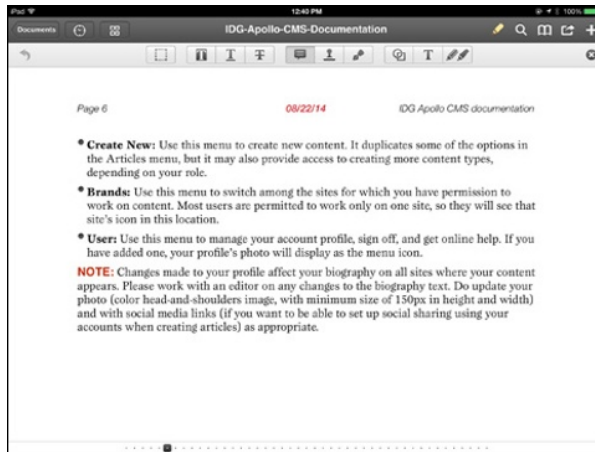 iPad
12:40 PM
100%
Documents
IDG-Apollo-CMS-Documentation
Page 6
08/22/14
IDG Apollo CMS documentation
• Create New: Use this menu to create new content. It duplicates some of the options in
the Articles menu, but it may also provide access to creating more content types,
depending on your role.
• Brands: Use this menu to switch among the sites for which you have permission to
work on content. Most users are permitted to work only on one site, so they will see that
site's icon in this location.
• User: Use this menu to manage your account profile, sign off, and get online help. If you
have added one, your profile's photo will display as the menu icon.
NOTE: Changes made to your profile affect your biography on all sites where your content
appears. Please work with an editor on any changes to the biography text. Do update your
photo (color head-and-shoulders image, with minimum size of 150px in height and width)
and with social media links (if you want to be able to set up social sharing using your
accounts when creating articles) as appropriate.